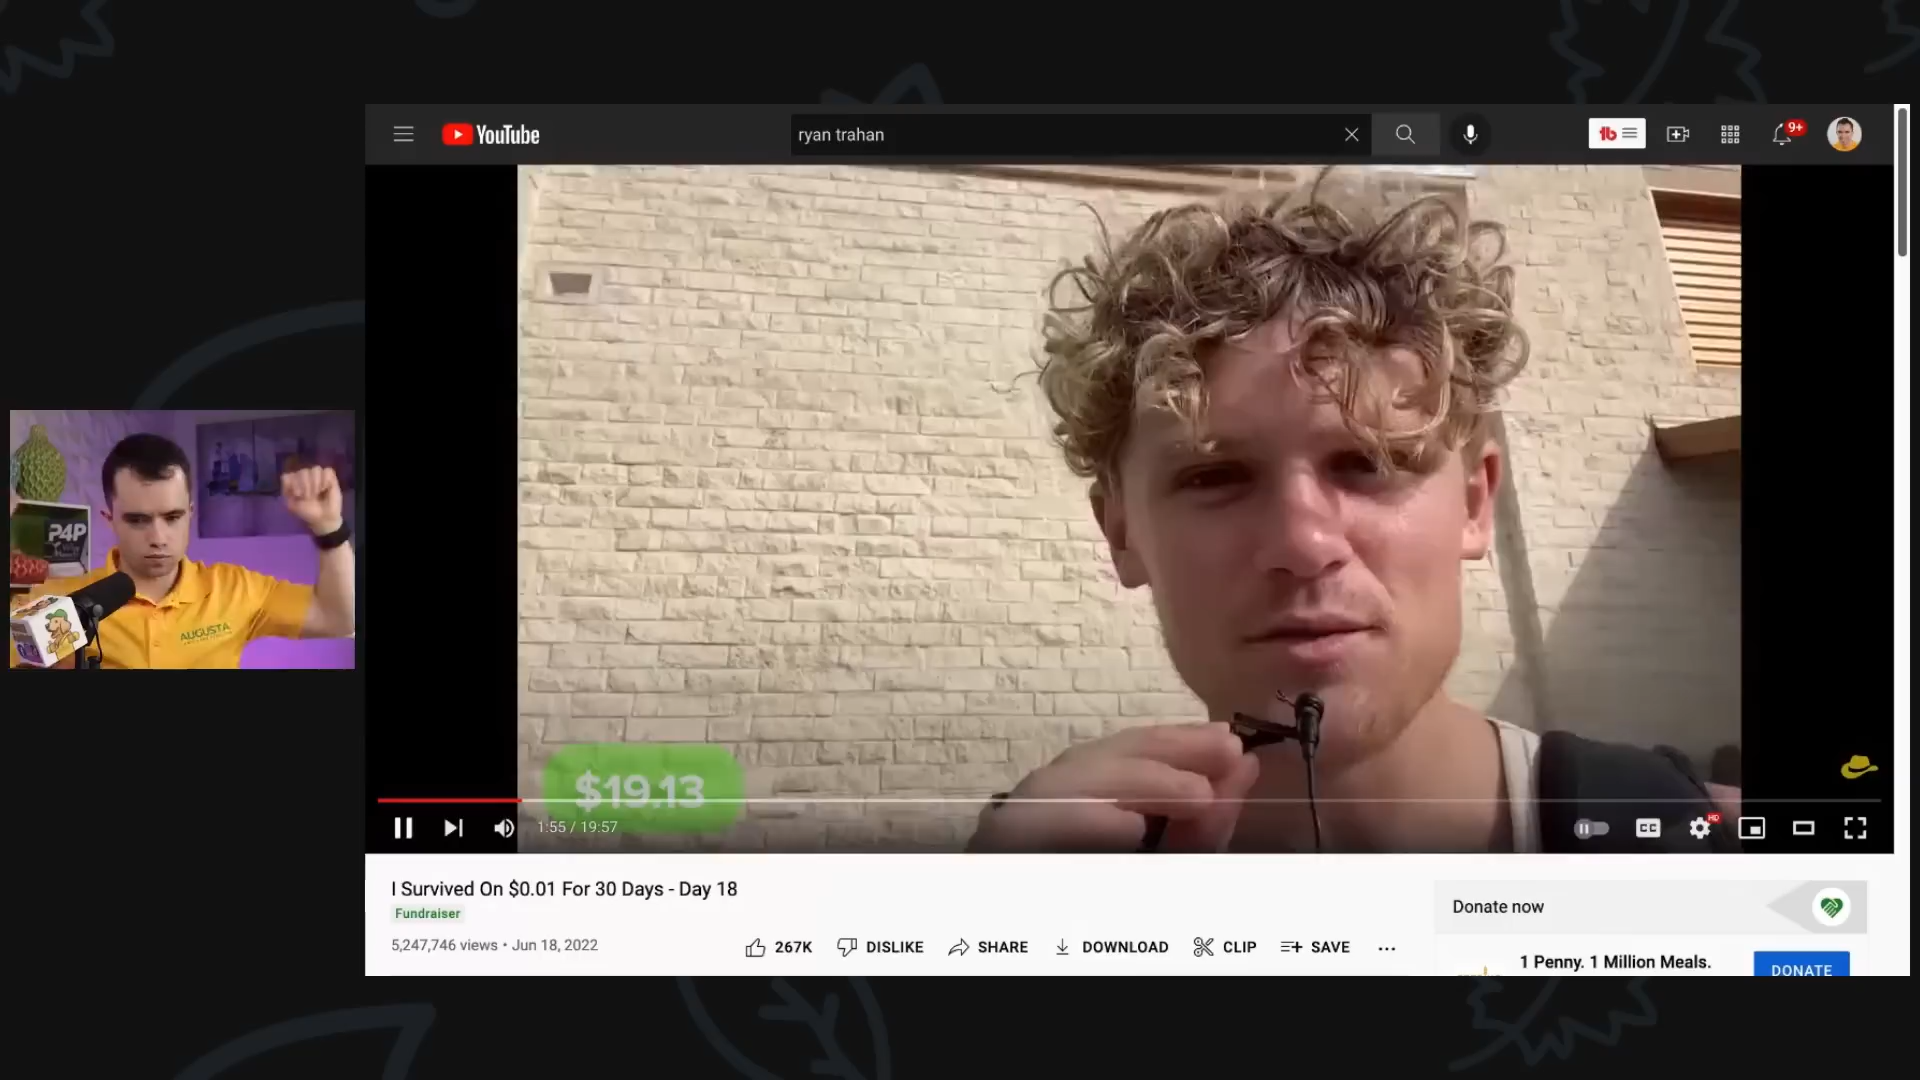 YouTube
ryan trahan
9+
P4P
AUGUSTA
$19.13
1:55 / 19:57
CC
HD
I Survived On $0.01 For 30 Days - Day 18
Fundraiser
5,247,746 views • Jun 18, 2022
267K
DISLIKE
SHARE
DOWNLOAD
CLIP
SAVE
Donate now
1 Penny. 1 Million Meals.
DONATE